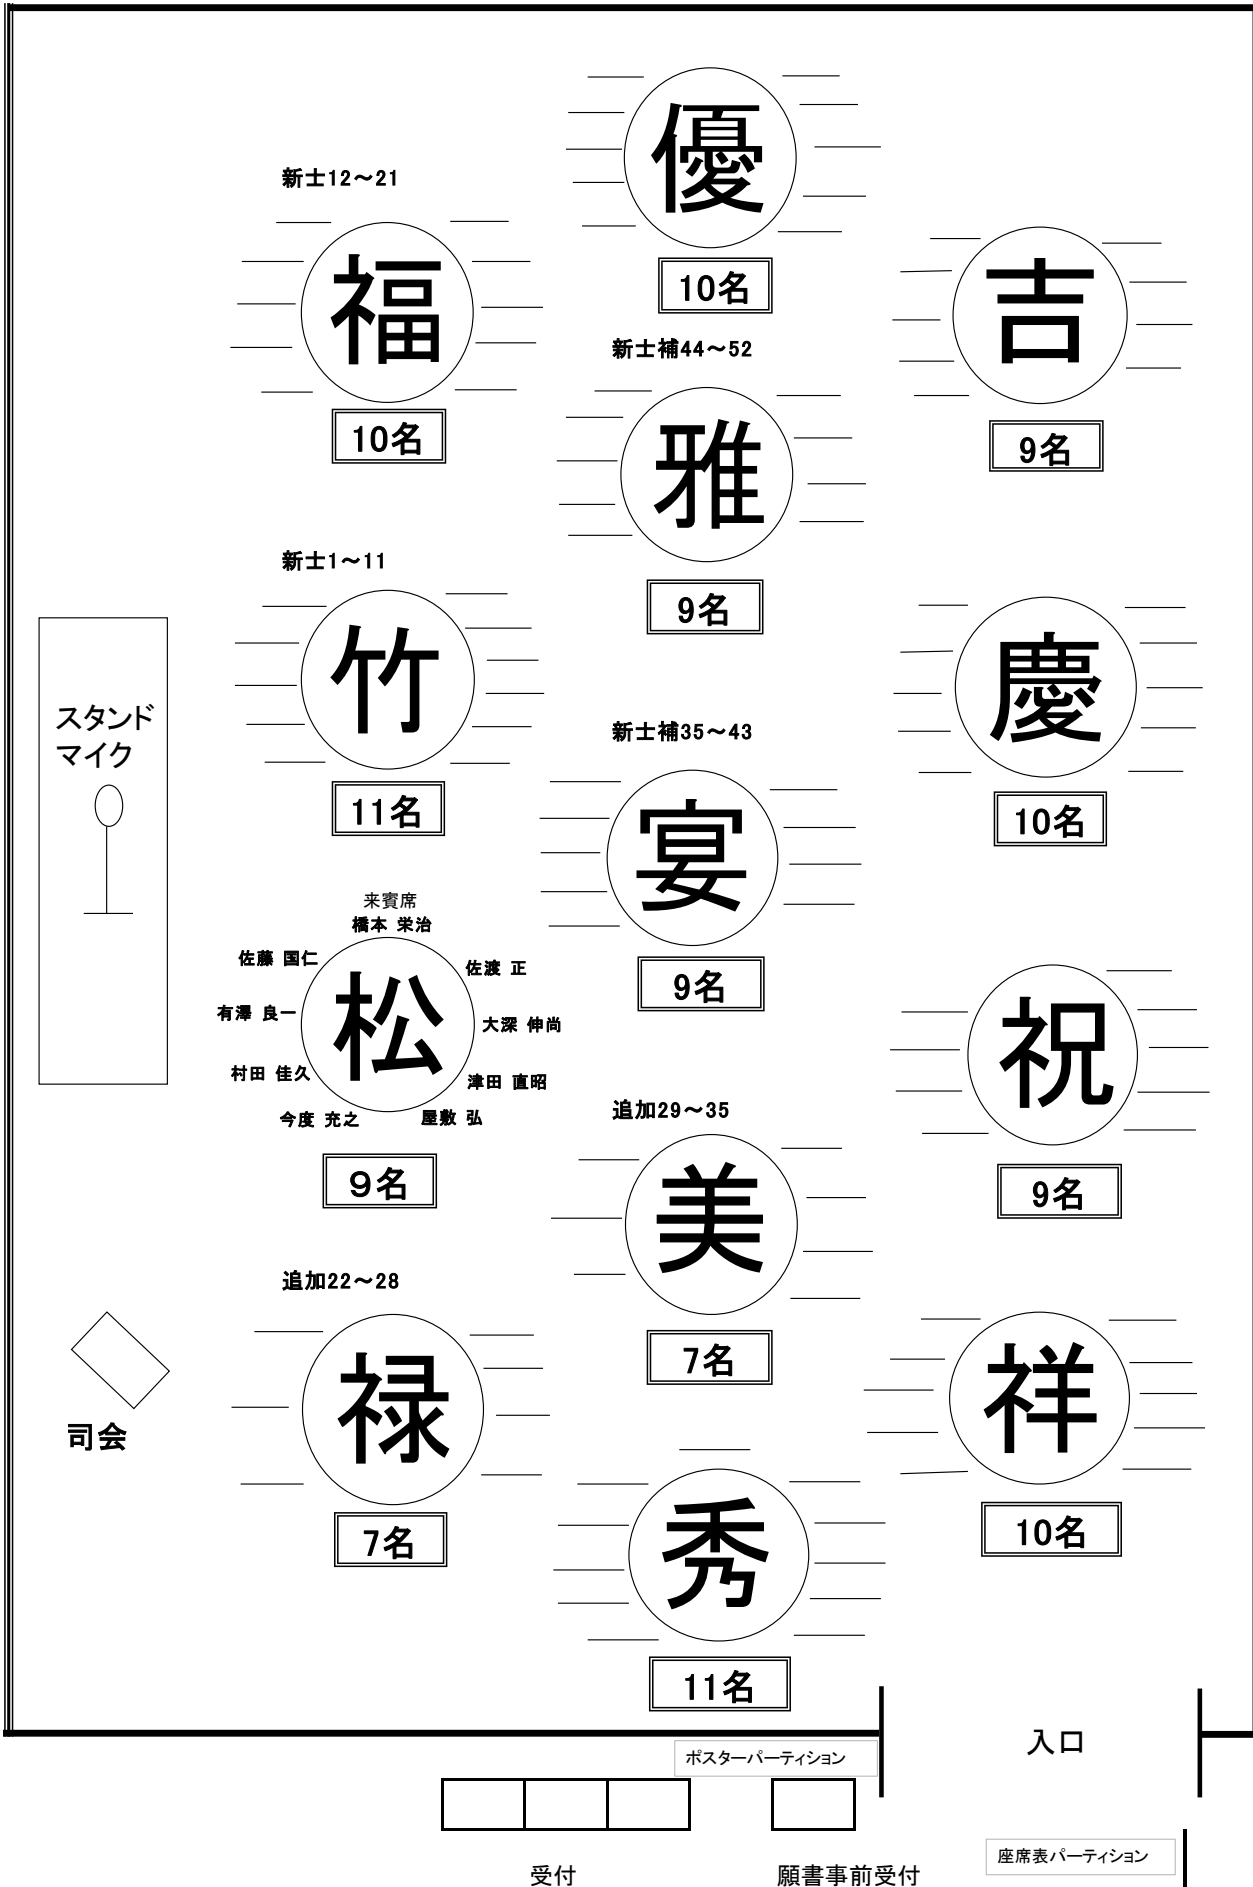 優
10名
新士12～21
福
10名
吉
9名
新士補44～52
雅
9名
新士1～11
竹
11名
慶
10名
スタンド
マイク
新士補35～43
宴
9名
来賓席
橋本 栄治
佐藤 国仁
佐渡 正
有澤 良一
大深 伸尚
村田 佳久
津田 直昭
今度 充之
屋敷 弘
松
9名
祝
9名
追加29～35
美
7名
追加22～28
禄
7名
祥
10名
司会
秀
11名
入口
ポスターパーティション
座席表パーティション
受付
願書事前受付